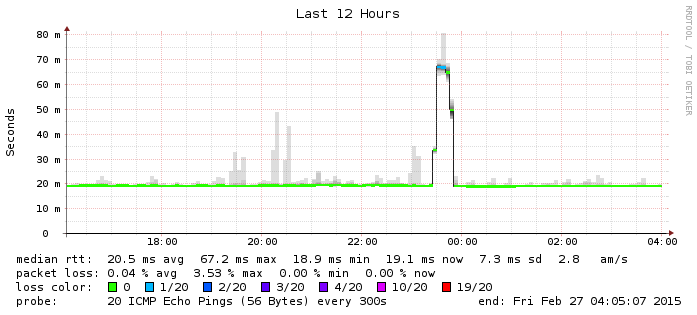 Last 12 Hours
RRDTOOL / TOBI OETIKER
Seconds
80 m
70 m
60 m
50 m
40 m
30 m
20 m
10 m
0
18:00 20:00 22:00 00:00 02:00 04:00
median rtt: 20.5 ms avg 67.2 ms max 18.9 ms min 19.1 ms now 7.3 ms sd 2.8 am/s
packet loss: 0.04 % avg 3.53 % max 0.00 % min 0.00 % now
loss color: 0 1/20 2/20 3/20 4/20 10/20 19/20
probe: 20 ICMP Echo Pings (56 Bytes) every 300s end: Fri Feb 27 04:05:07 2015